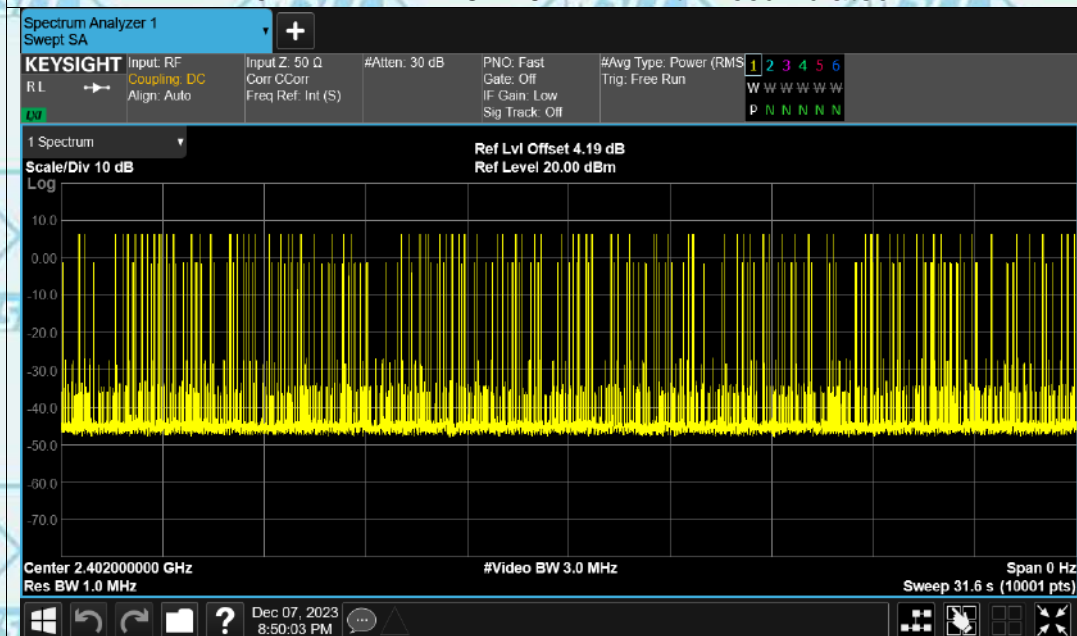 Spectrum Analyzer 1
Swept SA
+
KEYSIGHT
R L
LXI
Input: RF
Coupling: DC
Align: Auto
Input Z: 50 Ω
Corr CCorr
Freq Ref: Int (S)
#Atten: 30 dB
PNO: Fast
Gate: Off
IF Gain: Low
Sig Track: Off
#Avg Type: Power (RMS
Trig: Free Run
1 2 3 4 5 6
W W W W W W
P N N N N N
1 Spectrum
Scale/Div 10 dB
Ref Lvl Offset 4.19 dB
Ref Level 20.00 dBm
Log
10.0
0.00
-10.0
-20.0
-30.0
-40.0
-50.0
-60.0
-70.0
Center 2.402000000 GHz
#Video BW 3.0 MHz
Span 0 Hz
Res BW 1.0 MHz
Sweep 31.6 s (10001 pts)
?
Dec 07, 2023
8:50:03 PM